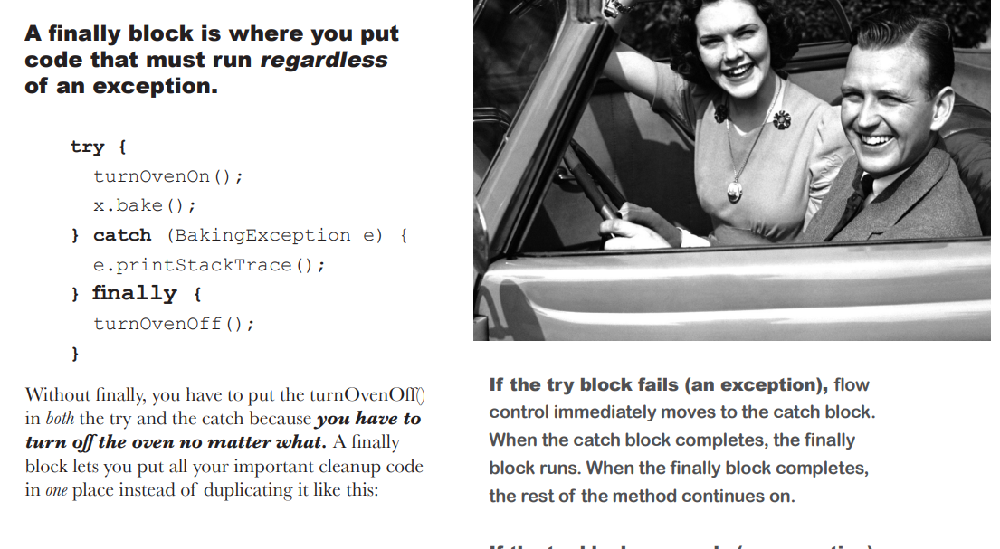 A finally block is where you put
code that must run regardless
of an exception.
try {
turnOvenOn();
x.bake();
} catch (BakingException e) {
e.printStackTrace();
} finally {
turnOvenOff();
}
Without finally, you have to put the turnOvenOff()
in both the try and the catch because you have to
turn off the oven no matter what. A finally
block lets you put all your important cleanup code
in one place instead of duplicating it like this:
If the try block fails (an exception), flow
control immediately moves to the catch block.
When the catch block completes, the finally
block runs. When the finally block completes,
the rest of the method continues on.